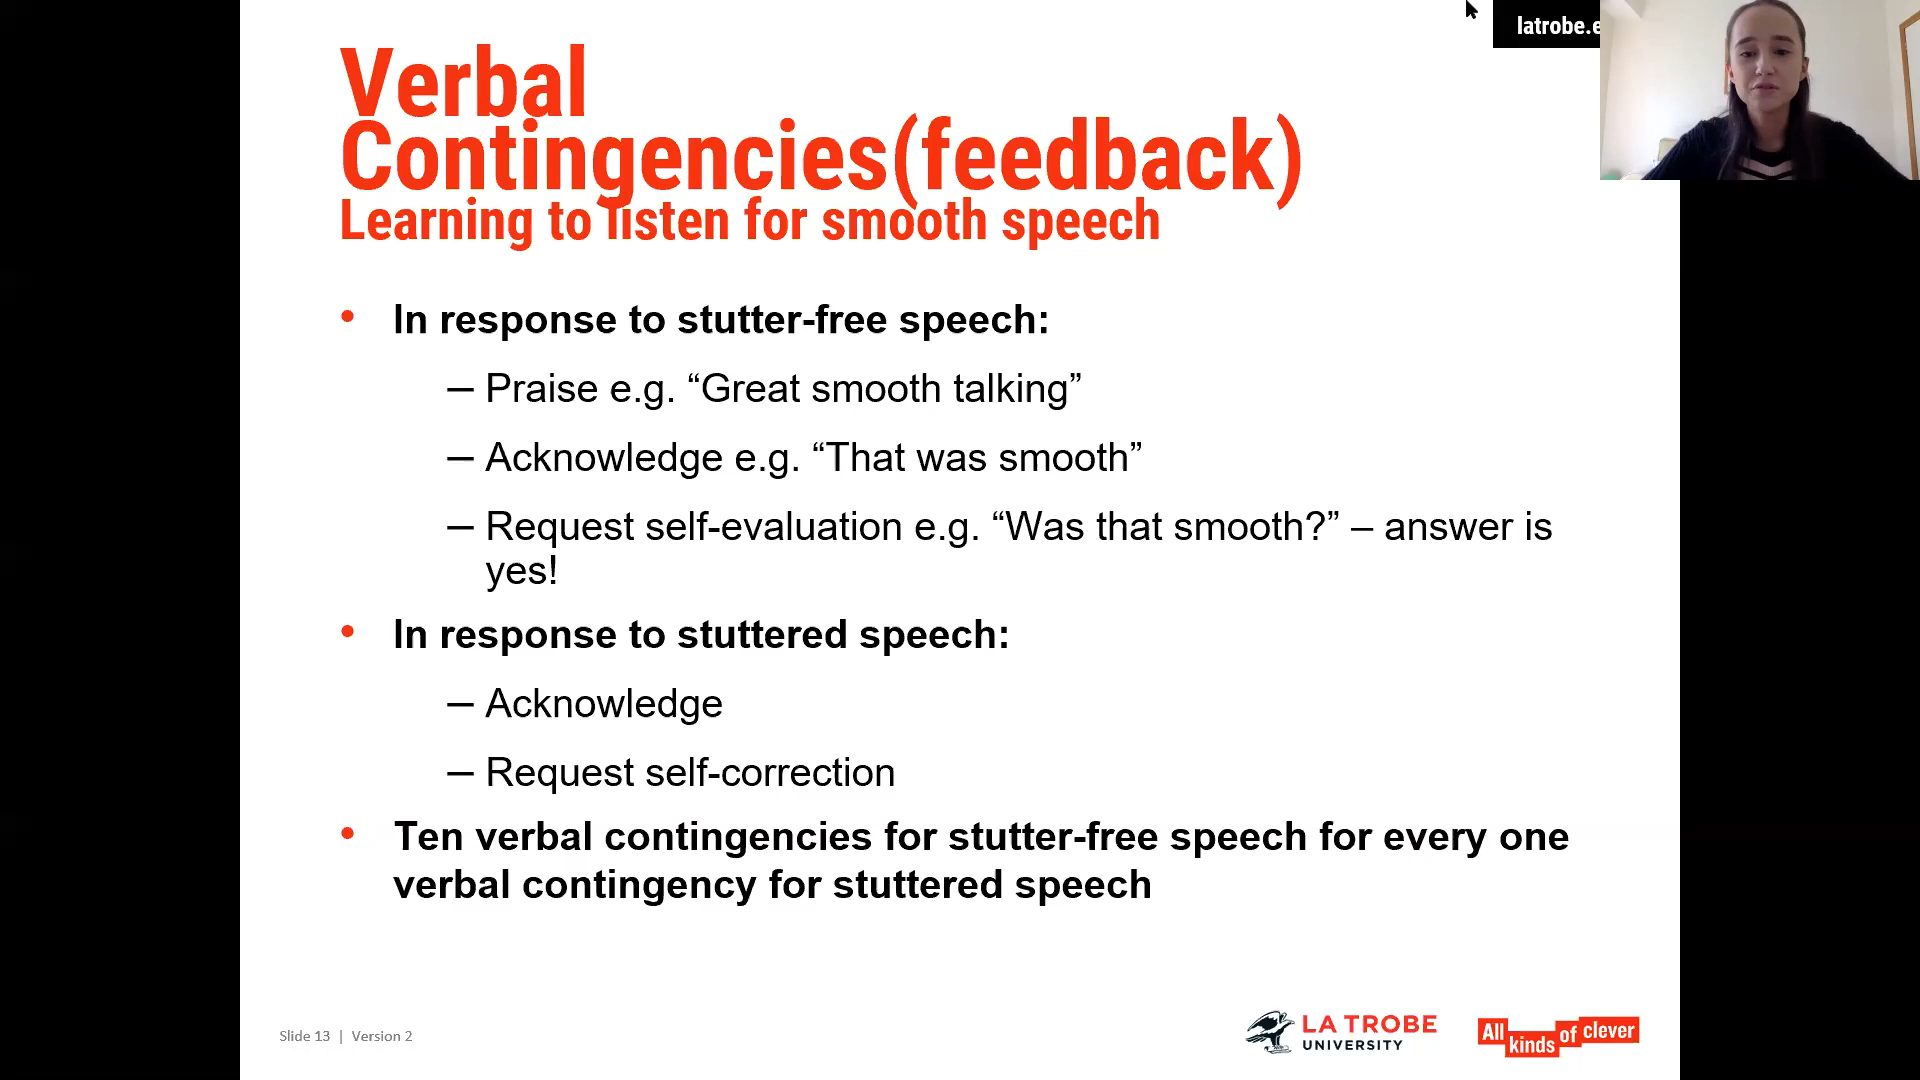 latrobe.e
Verbal
Contingencies(feedback)
Learning to listen for smooth speech
• In response to stutter-free speech:
– Praise e.g. “Great smooth talking”
– Acknowledge e.g. “That was smooth”
– Request self-evaluation e.g. “Was that smooth?” – answer is
yes!
• In response to stuttered speech:
– Acknowledge
– Request self-correction
• Ten verbal contingencies for stutter-free speech for every one
verbal contingency for stuttered speech
Slide 13 | Version 2
LA TROBE
UNIVERSITY
All kinds of clever